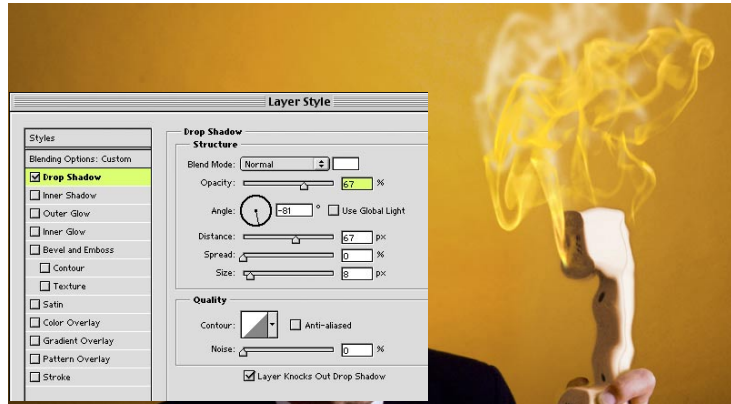 Layer Style
Styles
Blending Options: Custom
Drop Shadow
Inner Shadow
Outer Glow
Inner Glow
Bevel and Emboss
Contour
Texture
Satin
Color Overlay
Gradient Overlay
Pattern Overlay
Stroke
Drop Shadow
Structure
Blend Mode: Normal
Opacity: 67 %
Angle: -81 ° Use Global Light
Distance: 67 px
Spread: 0 %
Size: 8 px
Quality
Contour: Anti-aliased
Noise: 0 %
Layer Knocks Out Drop Shadow